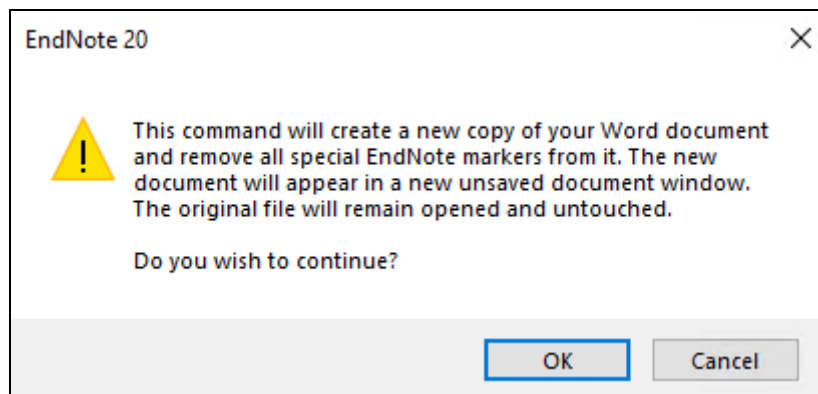 EndNote 20
This command will create a new copy of your Word document
and remove all special EndNote markers from it. The new
document will appear in a new unsaved document window.
The original file will remain opened and untouched.
Do you wish to continue?
OK
Cancel